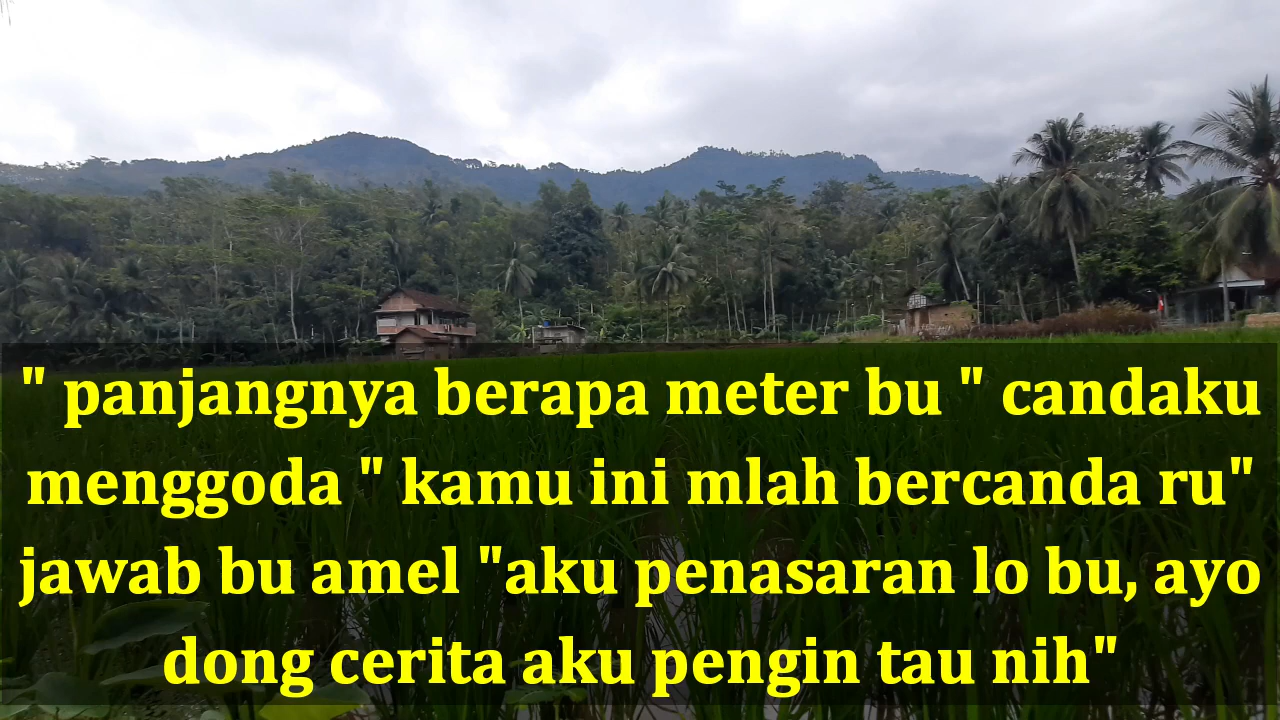 " panjangnya berapa meter bu " candaku
menggoda " kamu ini mlah bercanda ru"
jawab bu amel "aku penasaran lo bu, ayo
dong cerita aku pengin tau nih"